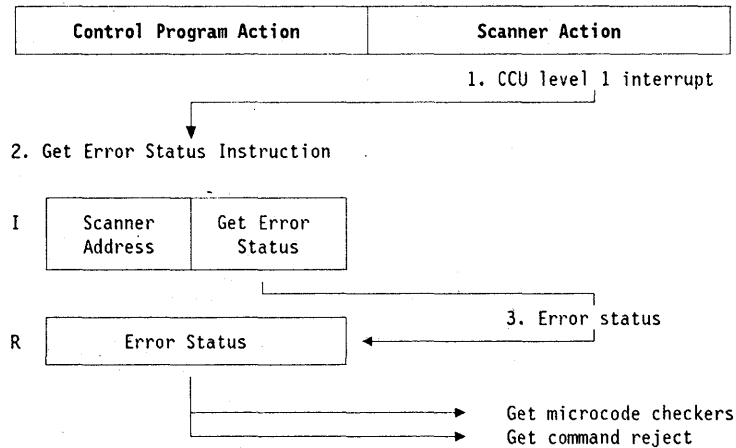 Control Program Action Scanner Action
1. CCU level 1 interrupt
2. Get Error Status Instruction
I Scanner Address Get Error Status
3. Error status
R Error Status
Get microcode checkers
Get command reject